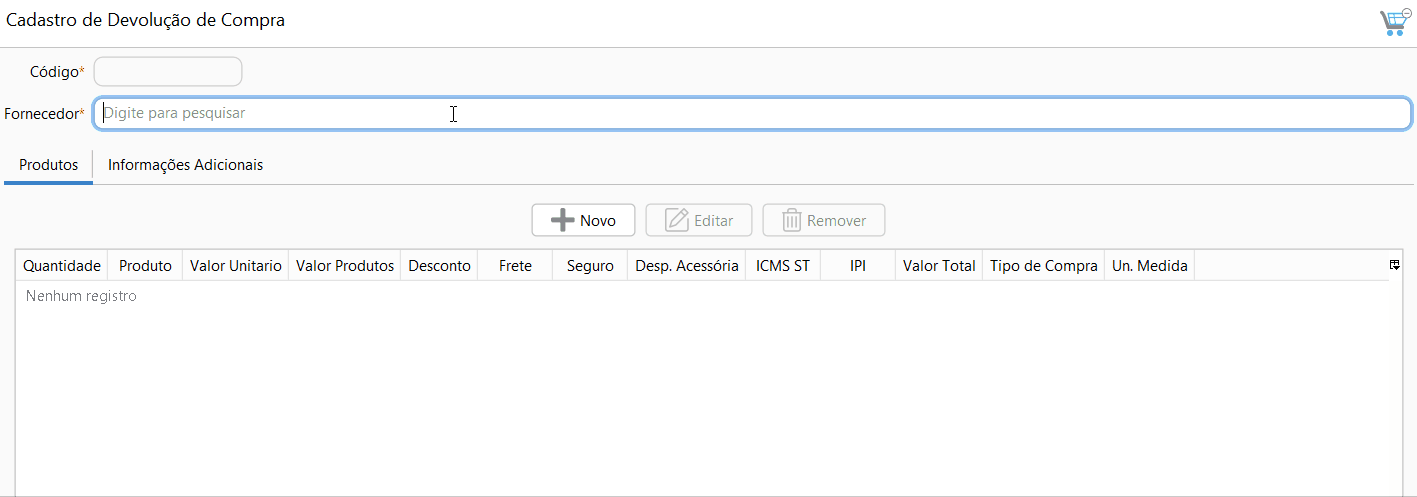 Cadastro de Devolução de Compra
Código*
Fornecedor* Digite para pesquisar
Produtos Informações Adicionais
Novo Editar Remover
Quantidade Produto Valor Unitario Valor Produtos Desconto Frete Seguro Desp. Acessória ICMS ST IPI Valor Total Tipo de Compra Un. Medida
Nenhum registro